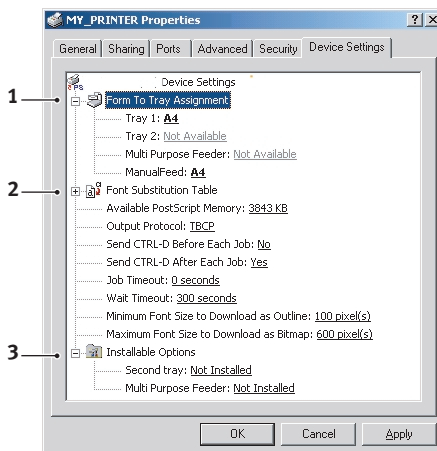 MY_PRINTER Properties
General Sharing Ports Advanced Security Device Settings
PS Device Settings
1 Form To Tray Assignment
Tray 1: A4
Tray 2: Not Available
Multi Purpose Feeder: Not Available
ManualFeed: A4
2 Font Substitution Table
Available PostScript Memory: 3843 KB
Output Protocol: TBCP
Send CTRL-D Before Each Job: No
Send CTRL-D After Each Job: Yes
Job Timeout: 0 seconds
Wait Timeout: 300 seconds
Minimum Font Size to Download as Outline: 100 pixel(s)
Maximum Font Size to Download as Bitmap: 600 pixel(s)
3 Installable Options
Second tray: Not Installed
Multi Purpose Feeder: Not Installed
OK Cancel Apply